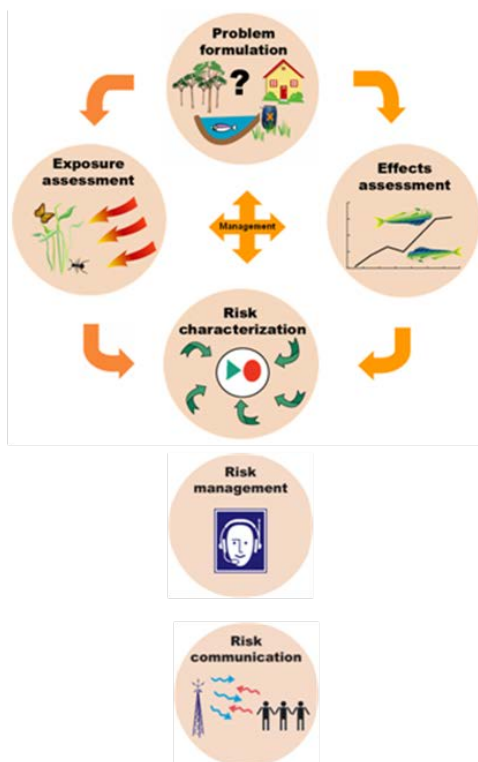 Problem
formulation
?
Exposure
assessment
Effects
assessment
Management
Risk
characterization
Risk
management
Risk
communication